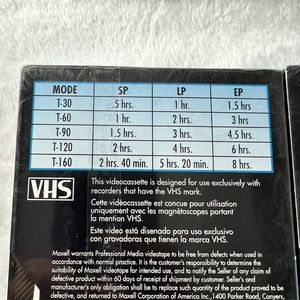 MODE SP LP EP
T-30 .5 hrs. 1 hr. 1.5 hrs
T-60 1 hr. 2 hrs. 3 hrs.
T-90 1.5 hrs. 3 hrs. 4.5 hrs.
T-120 2 hrs. 4 hrs. 6 hrs.
T-160 2 hrs. 40 min. 5 hrs. 20 min. 8 hrs.
VHS
This videocassette is designed for use exclusively with
recorders that have the VHS mark.
Cette vidéocassette est conçue pour utilisation
uniquement avec les magnétoscopes portant
la mention VHS.
Este video está diseñado para uso exclusivo
con gravadoras que tienen la marca VHS.
Maxell warrants Professional Media videotape to be free from defects when used in
accordance with normal practice. It is the user's responsibility to determine the
suitability of Maxell videotape for intended use, and to notify the Seller of any claim of
defective product within 60 days of receipt of shipment to the consumer. The Seller's
sole obligation shall be to replace such quantity of the product proved to be
defective, and returned to Maxell Corporation of America Inc., 1400 Parker Road, Conyers